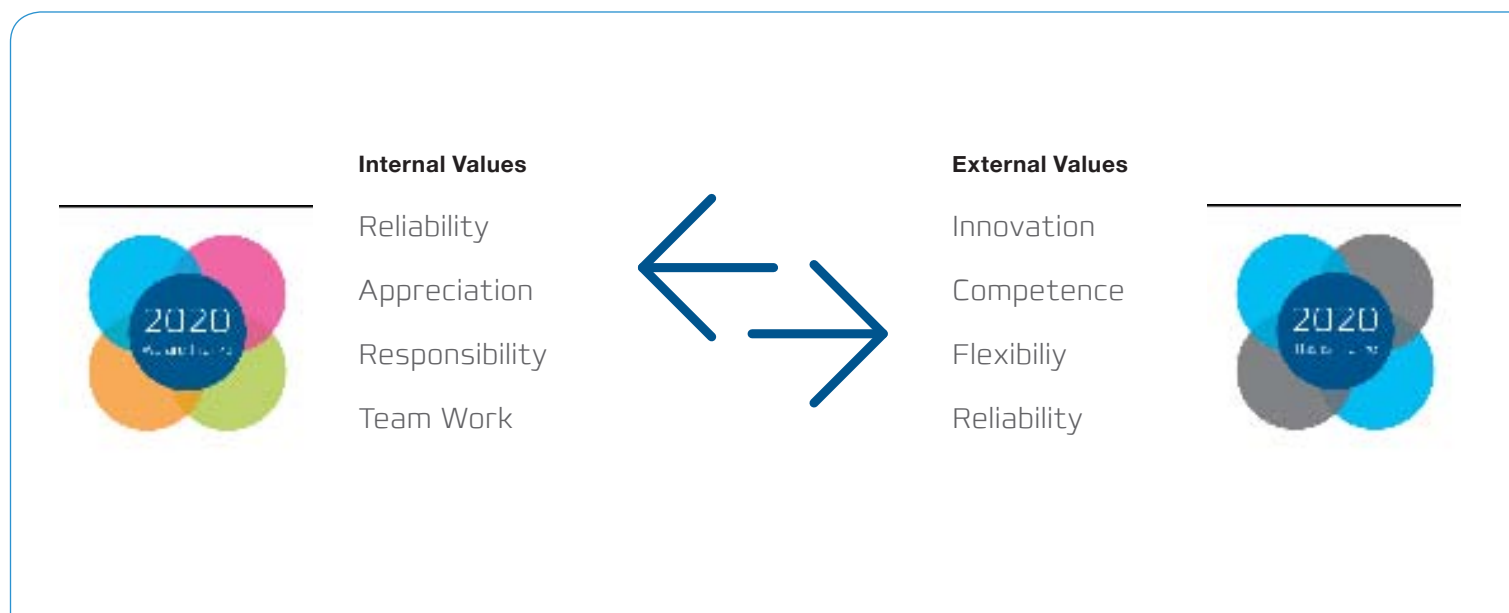 Internal Values
Reliability
Appreciation
Responsibility
Team Work
2020
External Values
Innovation
Competence
Flexibiliy
Reliability
2020